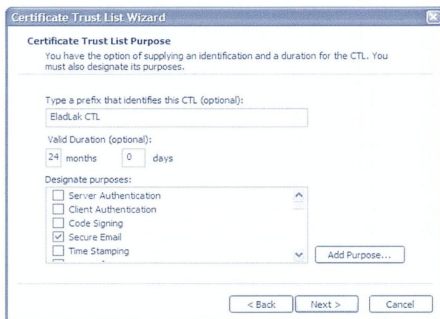 Certificate Trust List Wizard
Certificate Trust List Purpose
You have the option of supplying an identification and a duration for the CTL. You
must also designate its purposes.
Type a prefix that identifies this CTL (optional):
EladLak CTL
Valid Duration (optional):
24 months 0 days
Designate purposes:
Server Authentication
Client Authentication
Code Signing
Secure Email
Time Stamping
Add Purpose...
< Back Next > Cancel